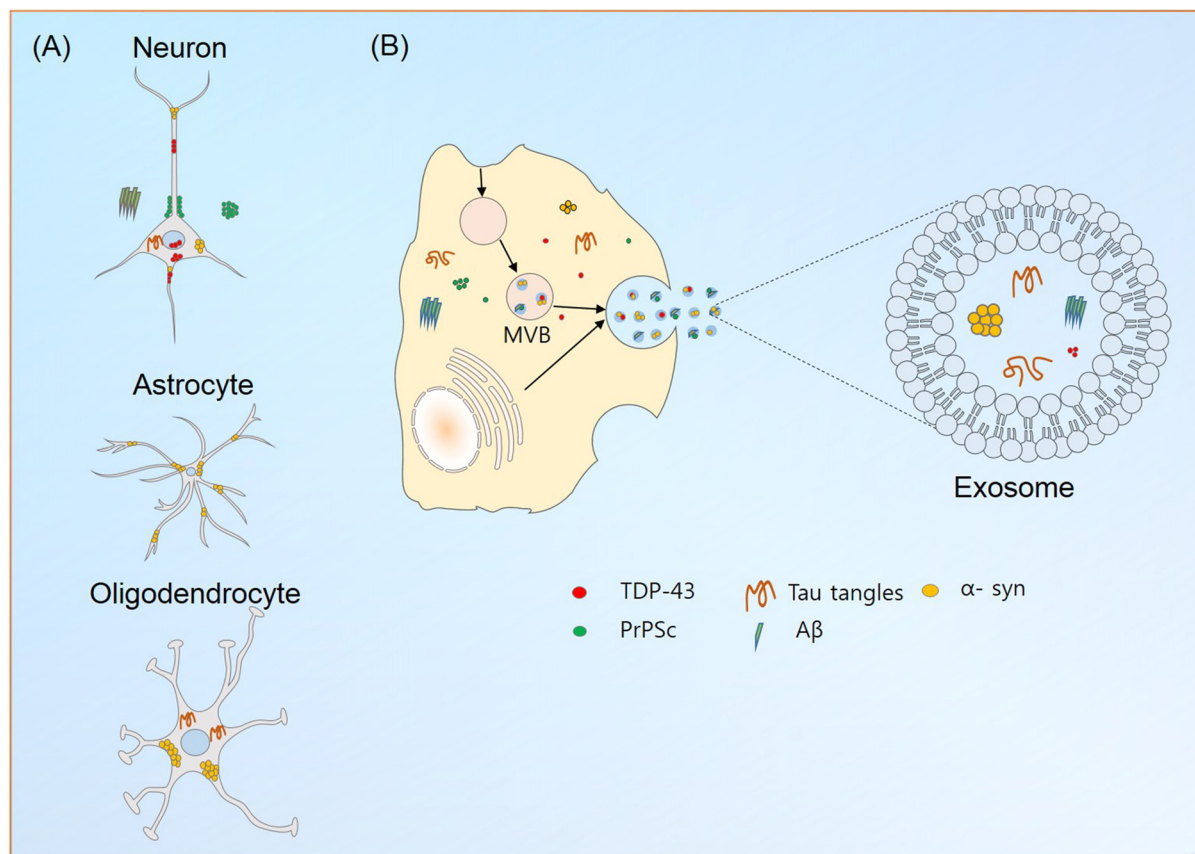 (A)
Neuron
Astrocyte
Oligodendrocyte
(B)
MVB
Exosome
TDP-43
Tau tangles
α- syn
PrPSc
Aβ